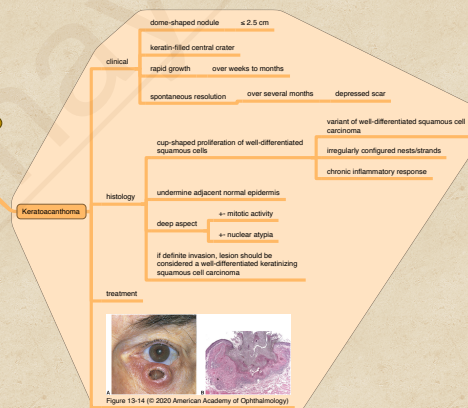 dome-shaped nodule ≤ 2.5 cm
keratin-filled central crater
clinical
rapid growth over weeks to months
spontaneous resolution over several months depressed scar
variant of well-differentiated squamous cell
carcinoma
cup-shaped proliferation of well-differentiated
squamous cells
irregularly configured nests/strands
chronic inflammatory response
Keratoacanthoma
histology
undermine adjacent normal epidermis
deep aspect
+- mitotic activity
+- nuclear atypia
if definite invasion, lesion should be
considered a well-differentiated keratinizing
squamous cell carcinoma
treatment
A
B
Figure 13-14 (© 2020 American Academy of Ophthalmology)